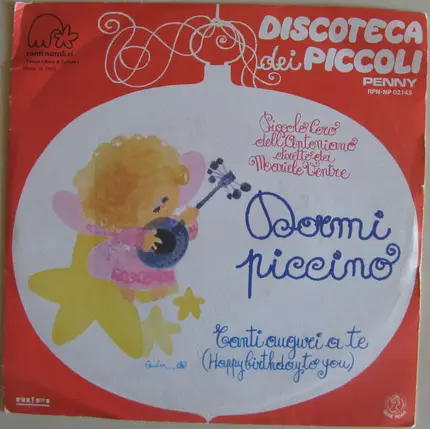 DISCOTECA
dei PICCOLI
PENNY
RPN-NP 02145
Piccolo Coro
dell'Antoniano
diretto da
Mariele Ventre
Dormi
piccino
Tanti auguri a te
(Happy birthday to you)